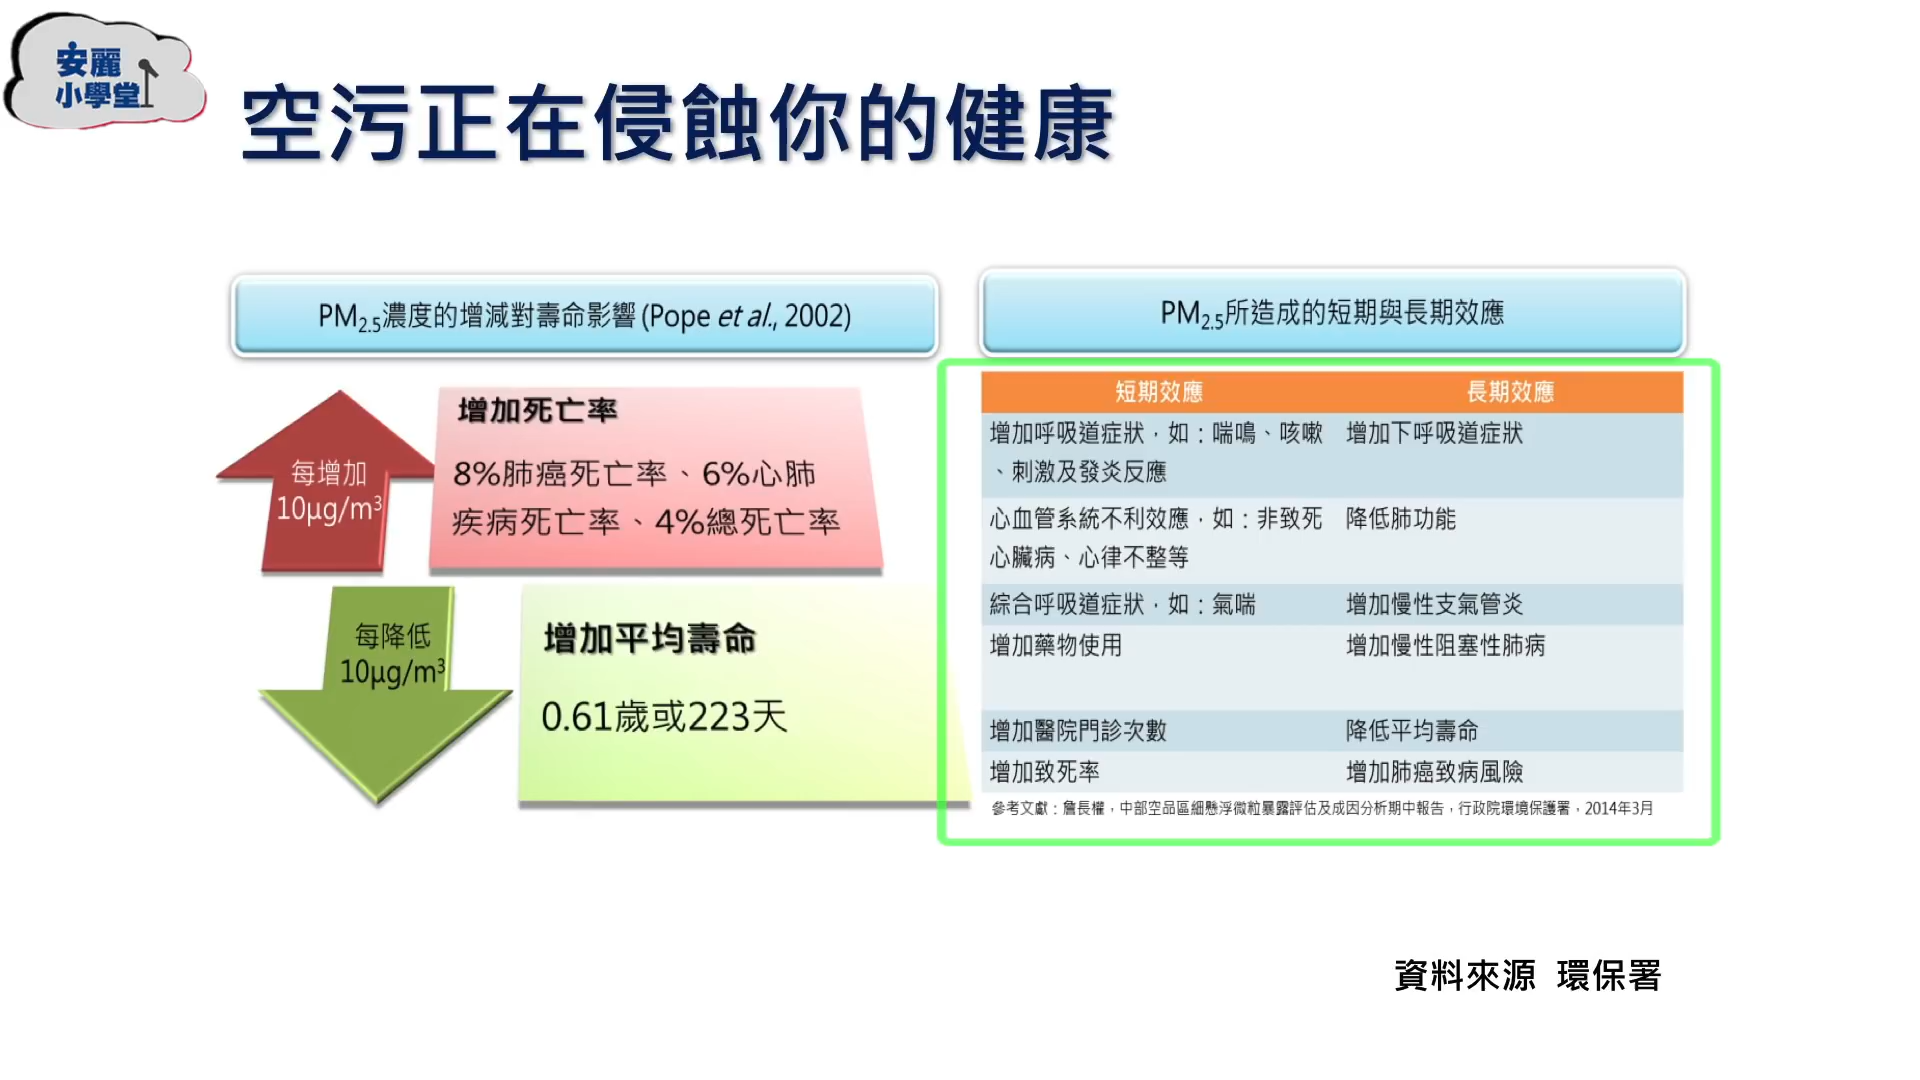 安麗
小學堂
空污正在侵蝕你的健康
PM2.5濃度的增減對壽命影響 (Pope et al., 2002)
每增加
10μg/m³
增加死亡率
8%肺癌死亡率、6%心肺
疾病死亡率、4%總死亡率
每降低
10μg/m³
增加平均壽命
0.61歲或223天
PM2.5所造成的短期與長期效應
短期效應 長期效應
增加呼吸道症狀，如：喘鳴、咳嗽 增加下呼吸道症狀
、刺激及發炎反應
心血管系統不利效應，如：非致死 降低肺功能
心臟病、心律不整等
綜合呼吸道症狀，如：氣喘 增加慢性支氣管炎
增加藥物使用 增加慢性阻塞性肺病
增加醫院門診次數 降低平均壽命
增加致死率 增加肺癌致病風險
參考文獻：詹長權，中部空品區細懸浮微粒暴露評估及成因分析期中報告，行政院環境保護署，2014年3月
資料來源 環保署